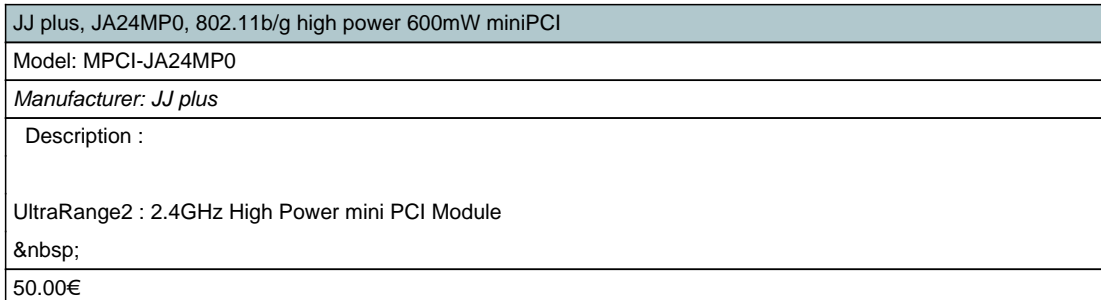 JJ plus, JA24MP0, 802.11b/g high power 600mW miniPCI
Model: MPCI-JA24MP0
Manufacturer: JJ plus
Description :
UltraRange2 : 2.4GHz High Power mini PCI Module
&nbsp;
50.00€